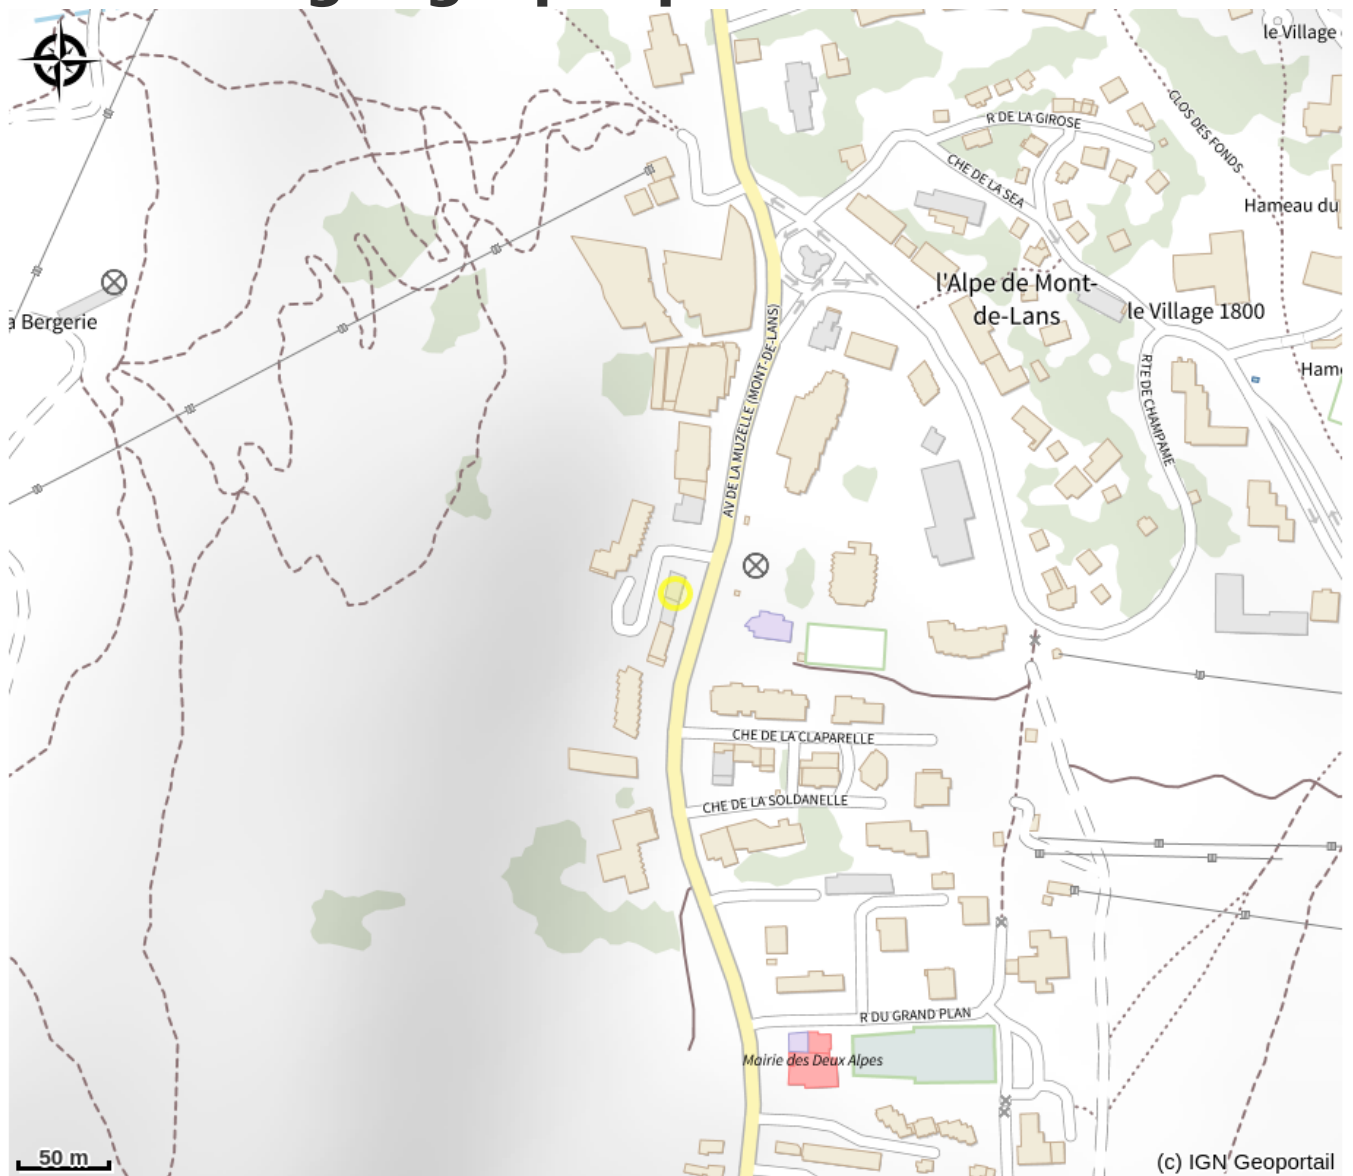 le Village
CLOS DES FONDS
R DE LA GIROSE
CHE DE LA SEA
Hameau du
l'Alpe de Mont-
de-Lans
le Village 1800
a Bergerie
AV DE LA MUZELLE (MONT-DE-LANS)
RTE DE CHAMPAME
Ham
CHE DE LA CLAPARELLE
CHE DE LA SOLDANELLE
R DU GRAND PLAN
Mairie des Deux Alpes
50 m
(c) IGN Geoportail